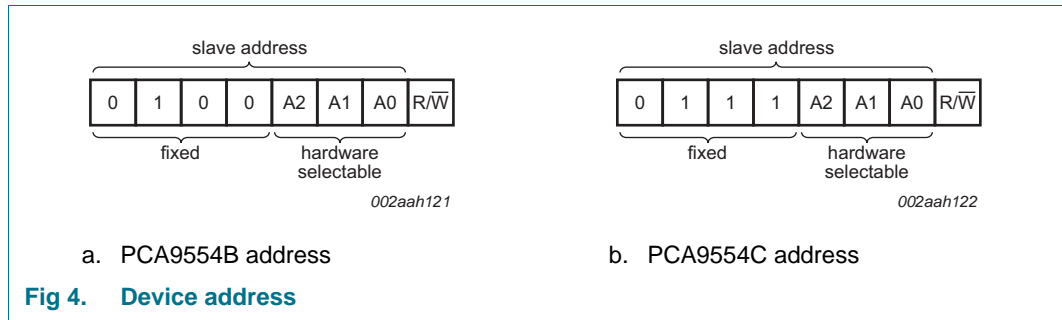 slave address
0 1 0 0 A2 A1 A0 R/W̅
fixed
hardware
selectable
002aah121
a. PCA9554B address
slave address
0 1 1 1 A2 A1 A0 R/W̅
fixed
hardware
selectable
002aah122
b. PCA9554C address
Fig 4. Device address